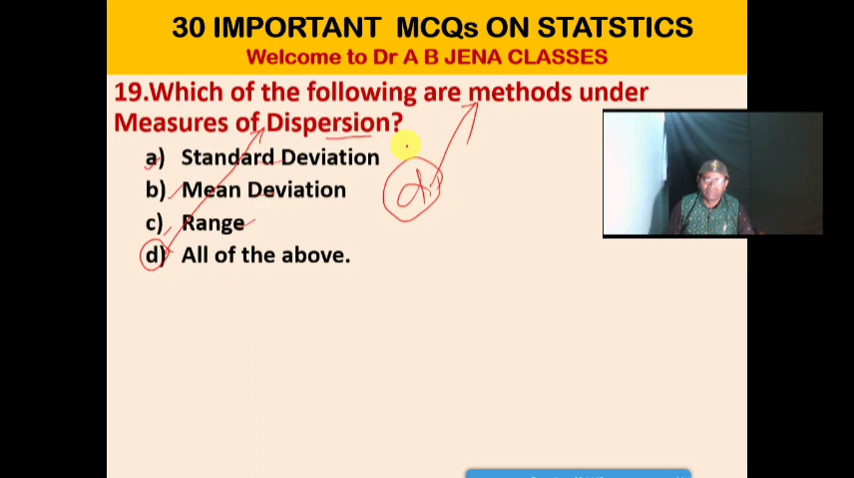 30 IMPORTANT MCQs ON STATSTICS
Welcome to Dr A B JENA CLASSES
19.Which of the following are methods under
Measures of Dispersion?
a) Standard Deviation
b) Mean Deviation
c) Range
d) All of the above.
d